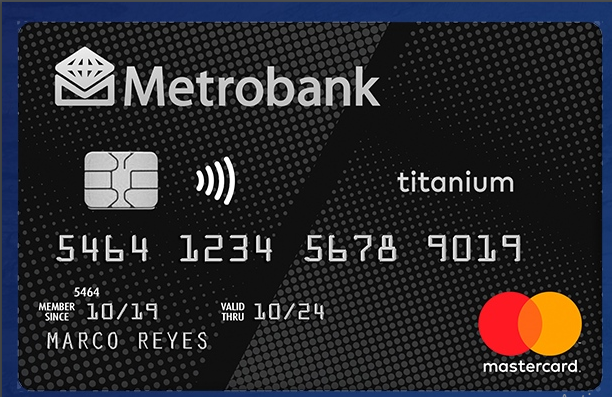 Metrobank
titanium
5464 1234 5678 9019
5464
MEMBER SINCE 10/19 VALID THRU 10/24
MARCO REYES
mastercard